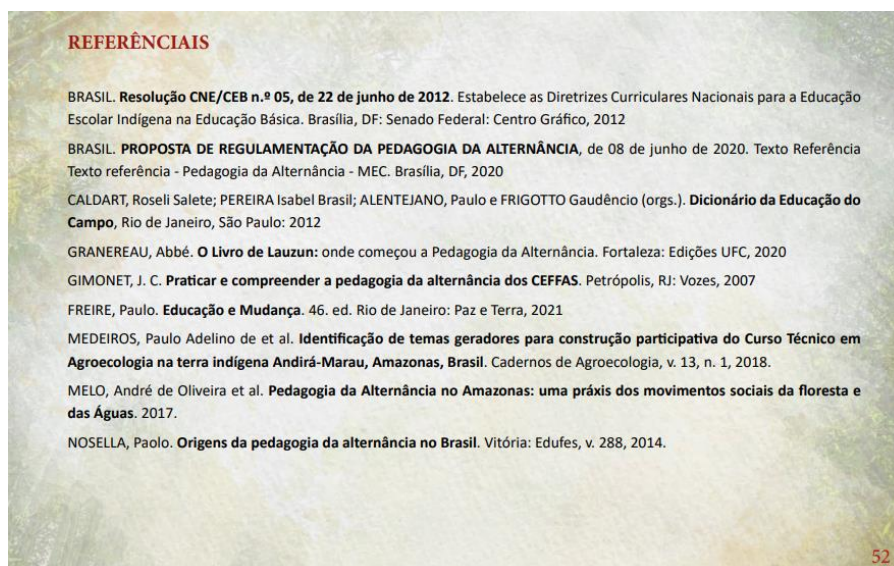 REFERÊNCIAIS
BRASIL. Resolução CNE/CEB n.º 05, de 22 de junho de 2012. Estabelece as Diretrizes Curriculares Nacionais para a Educação
Escolar Indígena na Educação Básica. Brasília, DF: Senado Federal: Centro Gráfico, 2012
BRASIL. PROPOSTA DE REGULAMENTAÇÃO DA PEDAGOGIA DA ALTERNÂNCIA, de 08 de junho de 2020. Texto Referência
Texto referência - Pedagogia da Alternância - MEC. Brasília, DF, 2020
CALDART, Roseli Salete; PEREIRA Isabel Brasil; ALENTEJANO, Paulo e FRIGOTTO Gaudêncio (orgs.). Dicionário da Educação do
Campo, Rio de Janeiro, São Paulo: 2012
GRANEREAU, Abbé. O Livro de Lauzun: onde começou a Pedagogia da Alternância. Fortaleza: Edições UFC, 2020
GIMONET, J. C. Praticar e compreender a pedagogia da alternância dos CEFFAS. Petrópolis, RJ: Vozes, 2007
FREIRE, Paulo. Educação e Mudança. 46. ed. Rio de Janeiro: Paz e Terra, 2021
MEDEIROS, Paulo Adelino de et al. Identificação de temas geradores para construção participativa do Curso Técnico em
Agroecologia na terra indígena Andirá-Marau, Amazonas, Brasil. Cadernos de Agroecologia, v. 13, n. 1, 2018.
MELO, André de Oliveira et al. Pedagogia da Alternância no Amazonas: uma práxis dos movimentos sociais da floresta e
das Águas. 2017.
NOSELLA, Paolo. Origens da pedagogia da alternância no Brasil. Vitória: Edufes, v. 288, 2014.
52